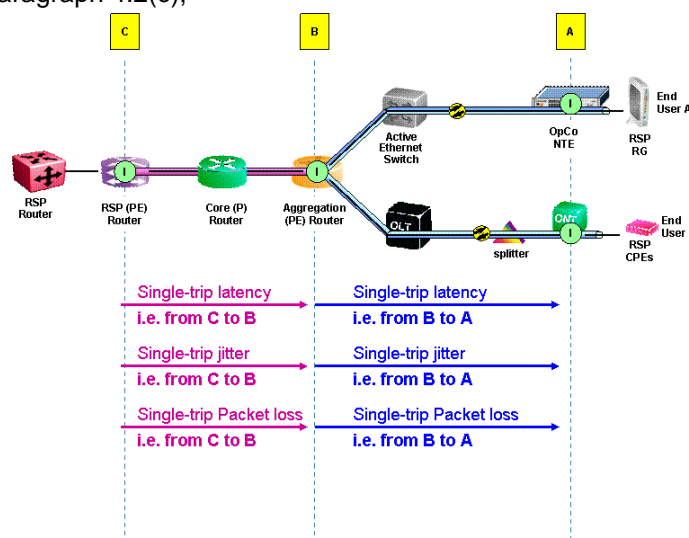 aragraph 4.2(c),
C
B
A
I
I
I
I
RSP
Router
RSP (PE)
Router
Core (P)
Router
Aggregation
(PE) Router
Active
Ethernet
Switch
OpCo
NTE
RSP
RG
End
User A
OLT
splitter
ONT
RSP
CPEs
End
User
Single-trip latency
i.e. from C to B
Single-trip latency
i.e. from B to A
Single-trip jitter
i.e. from C to B
Single-trip jitter
i.e. from B to A
Single-trip Packet loss
i.e. from C to B
Single-trip Packet loss
i.e. from B to A